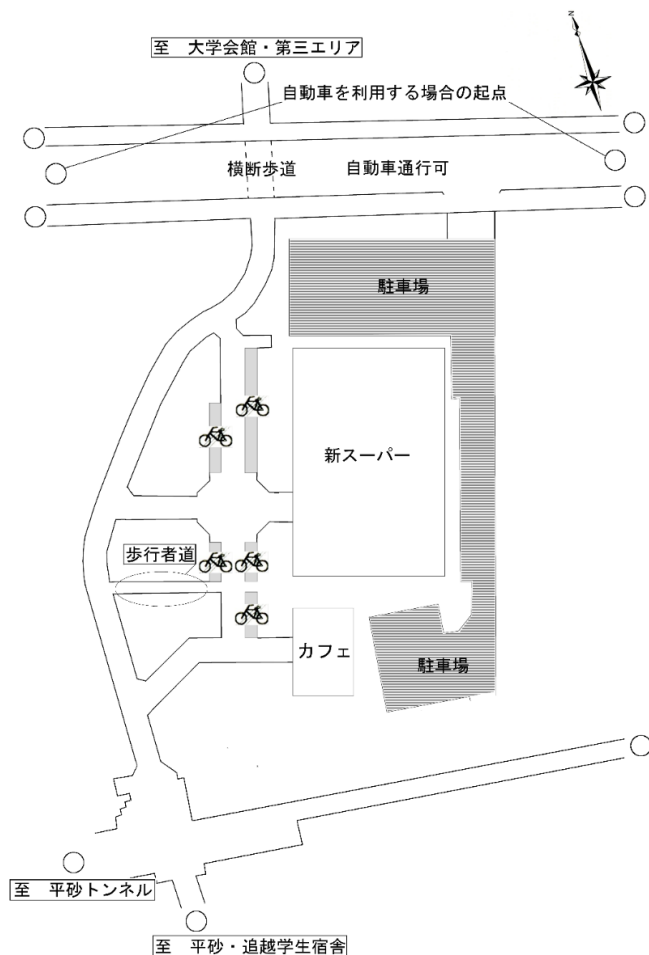 N
至　大学会館・第三エリア
自動車を利用する場合の起点
横断歩道　自動車通行可
駐車場
新スーパー
歩行者道
カフェ
駐車場
至　平砂トンネル
至　平砂・追越学生宿舎